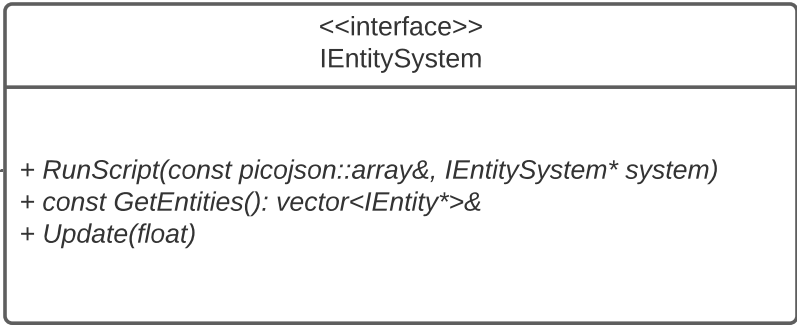 <<interface>>
IEntitySystem
+ RunScript(const picojson::array&, IEntitySystem* system)
+ const GetEntities(): vector<IEntity*>&
+ Update(float)